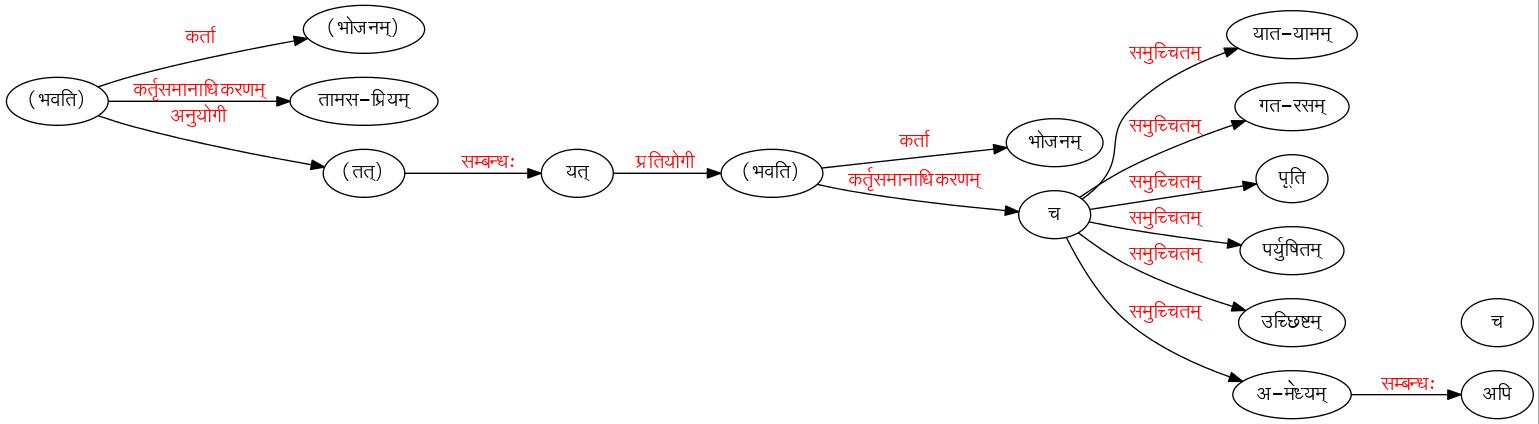 (भवति)
कर्ता
(भोजनम्)
कर्तृसमानाधिकरणम्
तामस-प्रियम्
अनुयोगी
(तत्)
सम्बन्धः
यत्
प्रतियोगी
(भवति)
कर्ता
भोजनम्
कर्तृसमानाधिकरणम्
च
समुच्चितम्
यात-यामम्
समुच्चितम्
गत-रसम्
समुच्चितम्
पूति
समुच्चितम्
पर्युषितम्
समुच्चितम्
उच्छिष्टम्
समुच्चितम्
अ-मेध्यम्
सम्बन्धः
अपि
च